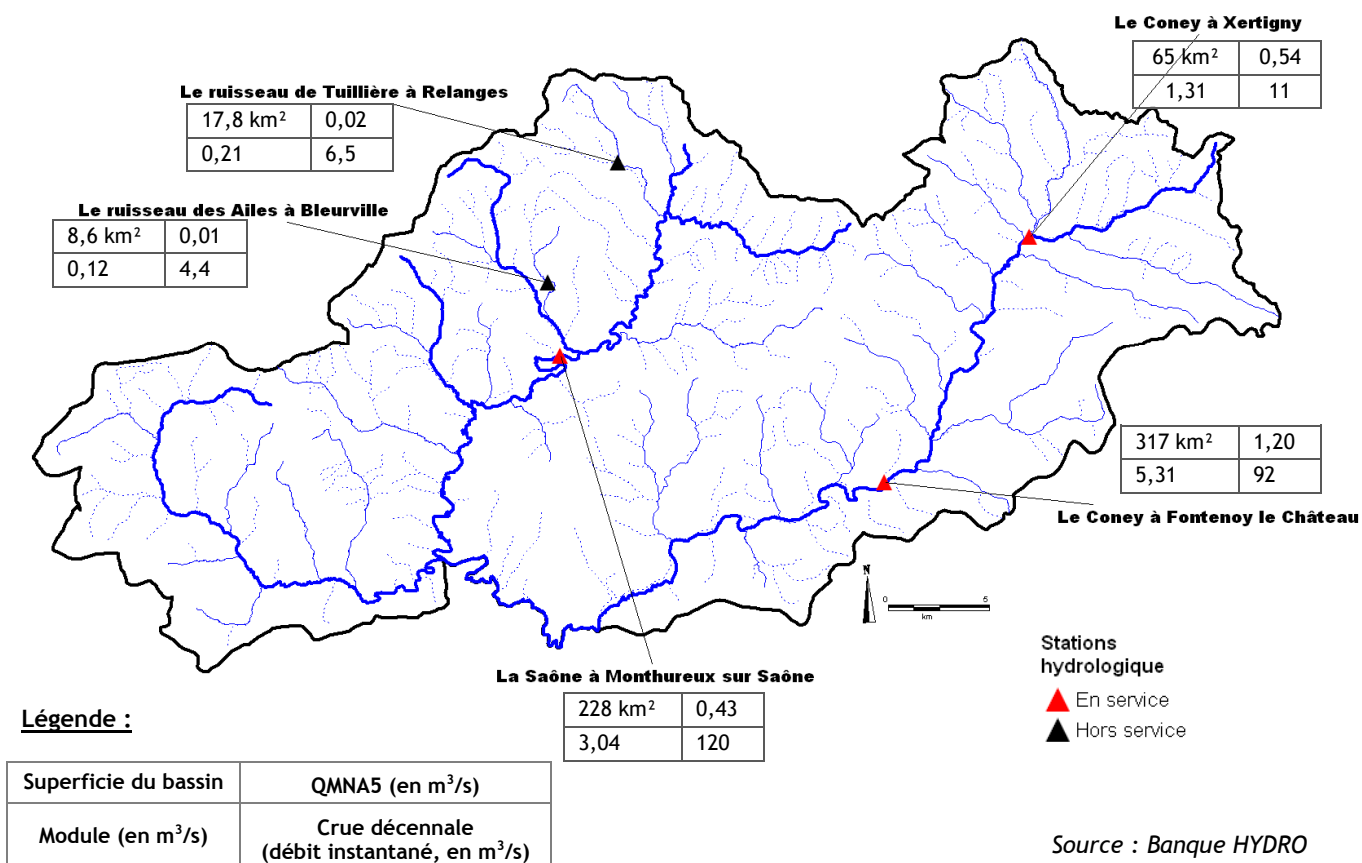 Le Coney à Xertigny
65 km² 0,54
1,31 11
Le ruisseau de Tuillière à Relanges
17,8 km² 0,02
0,21 6,5
Le ruisseau des Ailes à Bleurville
8,6 km² 0,01
0,12 4,4
317 km² 1,20
5,31 92
Le Coney à Fontenoy le Château
N
0 5
km
La Saône à Monthureux sur Saône
228 km² 0,43
3,04 120
Stations
hydrologique
En service
Hors service
Légende :
Superficie du bassin QMNA5 (en m³/s)
Module (en m³/s) Crue décennale
(débit instantané, en m³/s)
Source : Banque HYDRO